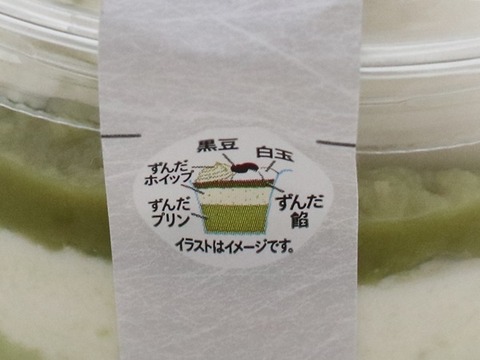 黒豆
白玉
ずんだ
ホイップ
ずんだ
プリン
ずんだ
餡
イラストはイメージです。